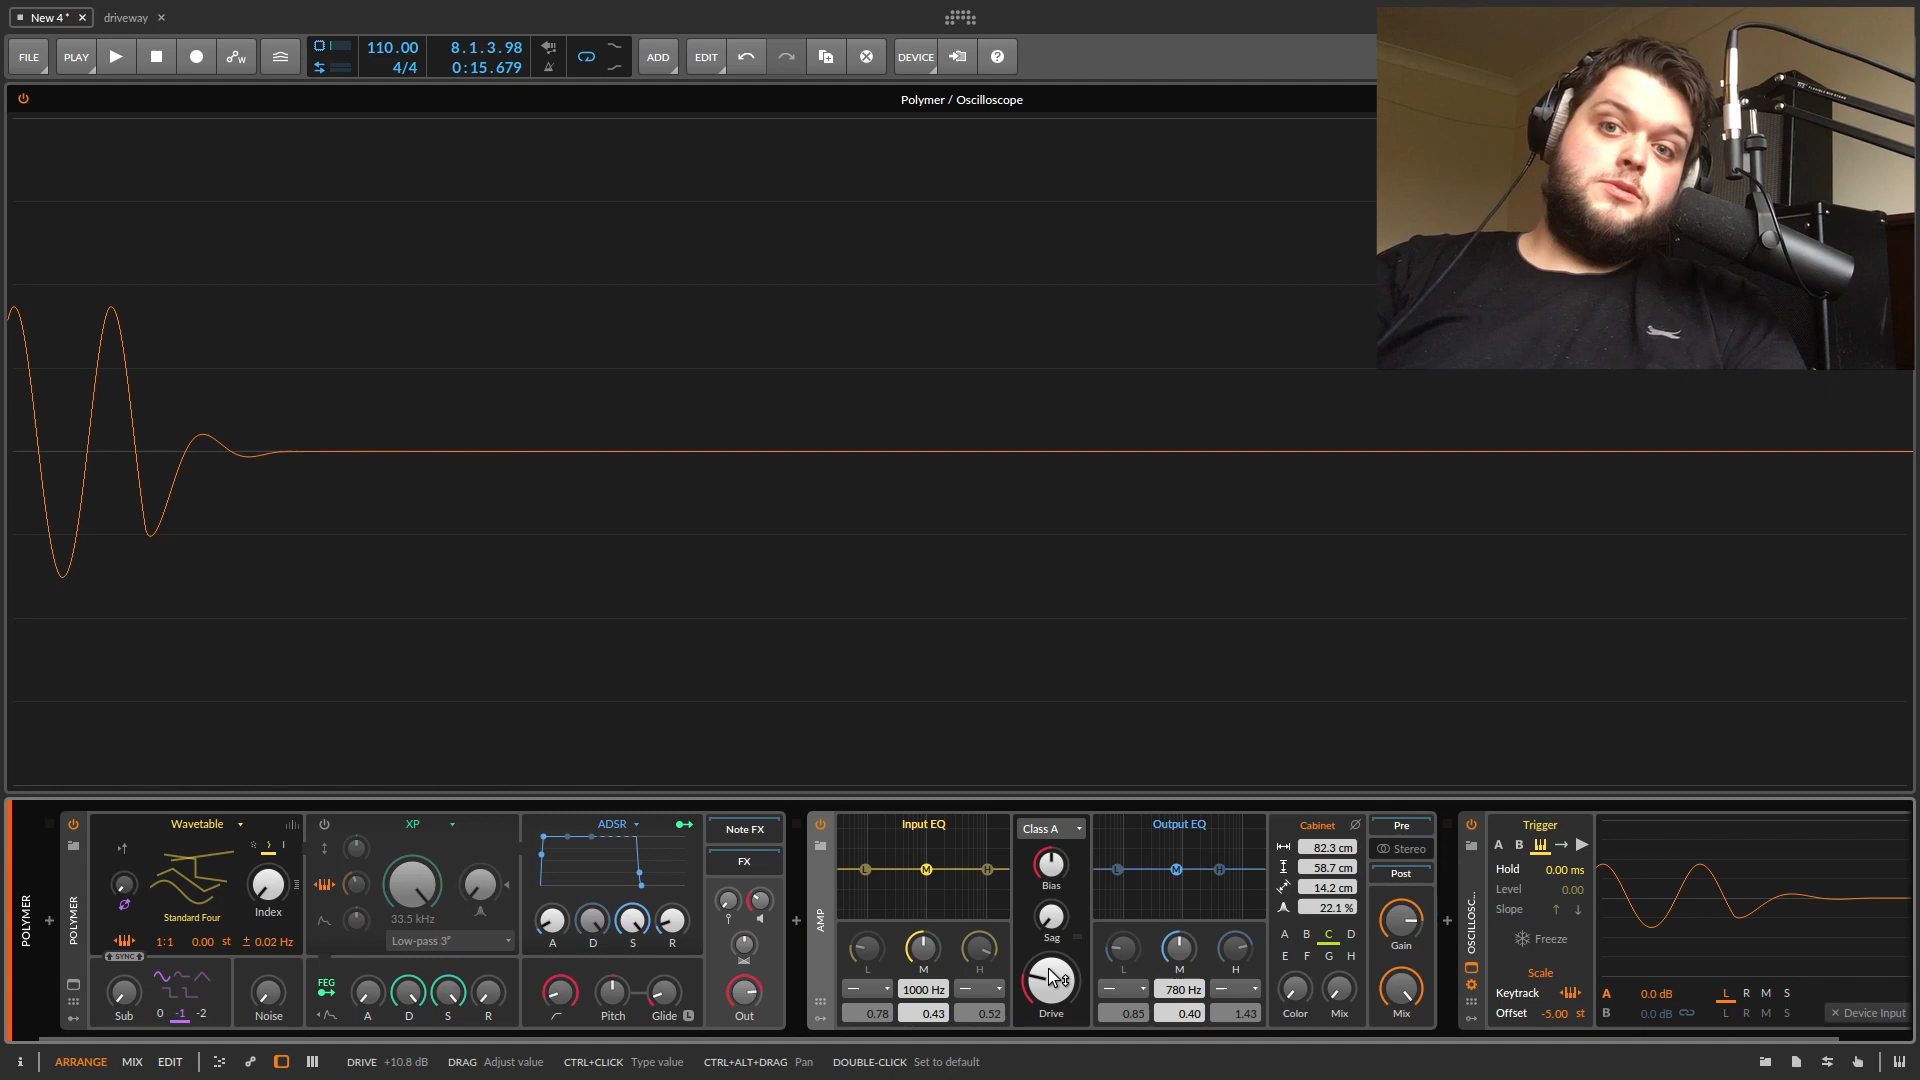 New 4 *
driveway
FILE
PLAY
110.00
4/4
8.1.3.98
0:15.679
ADD
EDIT
DEVICE
Polymer / Oscilloscope
POLYMER
POLYMER
Wavetable
Standard Four
Index
1:1 0.00 st ± 0.02 Hz
SYNC
Sub
0 -1 -2
Noise
XP
33.5 kHz
Low-pass 3°
FEG
A D S R
ADSR
A D S R
Pitch
Glide L
Note FX
FX
Out
AMP
Input EQ
L M H
L M H
1000 Hz
0.78 0.43 0.52
Class A
Bias
Sag
Drive
Output EQ
L M H
L M H
780 Hz
0.85 0.40 1.43
Cabinet
82.3 cm
58.7 cm
14.2 cm
22.1 %
A B C D
E F G H
Color Mix
Pre
Stereo
Post
Gain
Mix
OSCILLOSC...
Trigger
A B
Hold 0.00 ms
Level 0.00
Slope
Freeze
Scale
Keytrack
Offset -5.00 st
A 0.0 dB L R M S
B 0.0 dB L R M S
Device Input
i ARRANGE MIX EDIT
DRIVE +10.8 dB DRAG Adjust value CTRL+CLICK Type value CTRL+ALT+DRAG Pan DOUBLE-CLICK Set to default